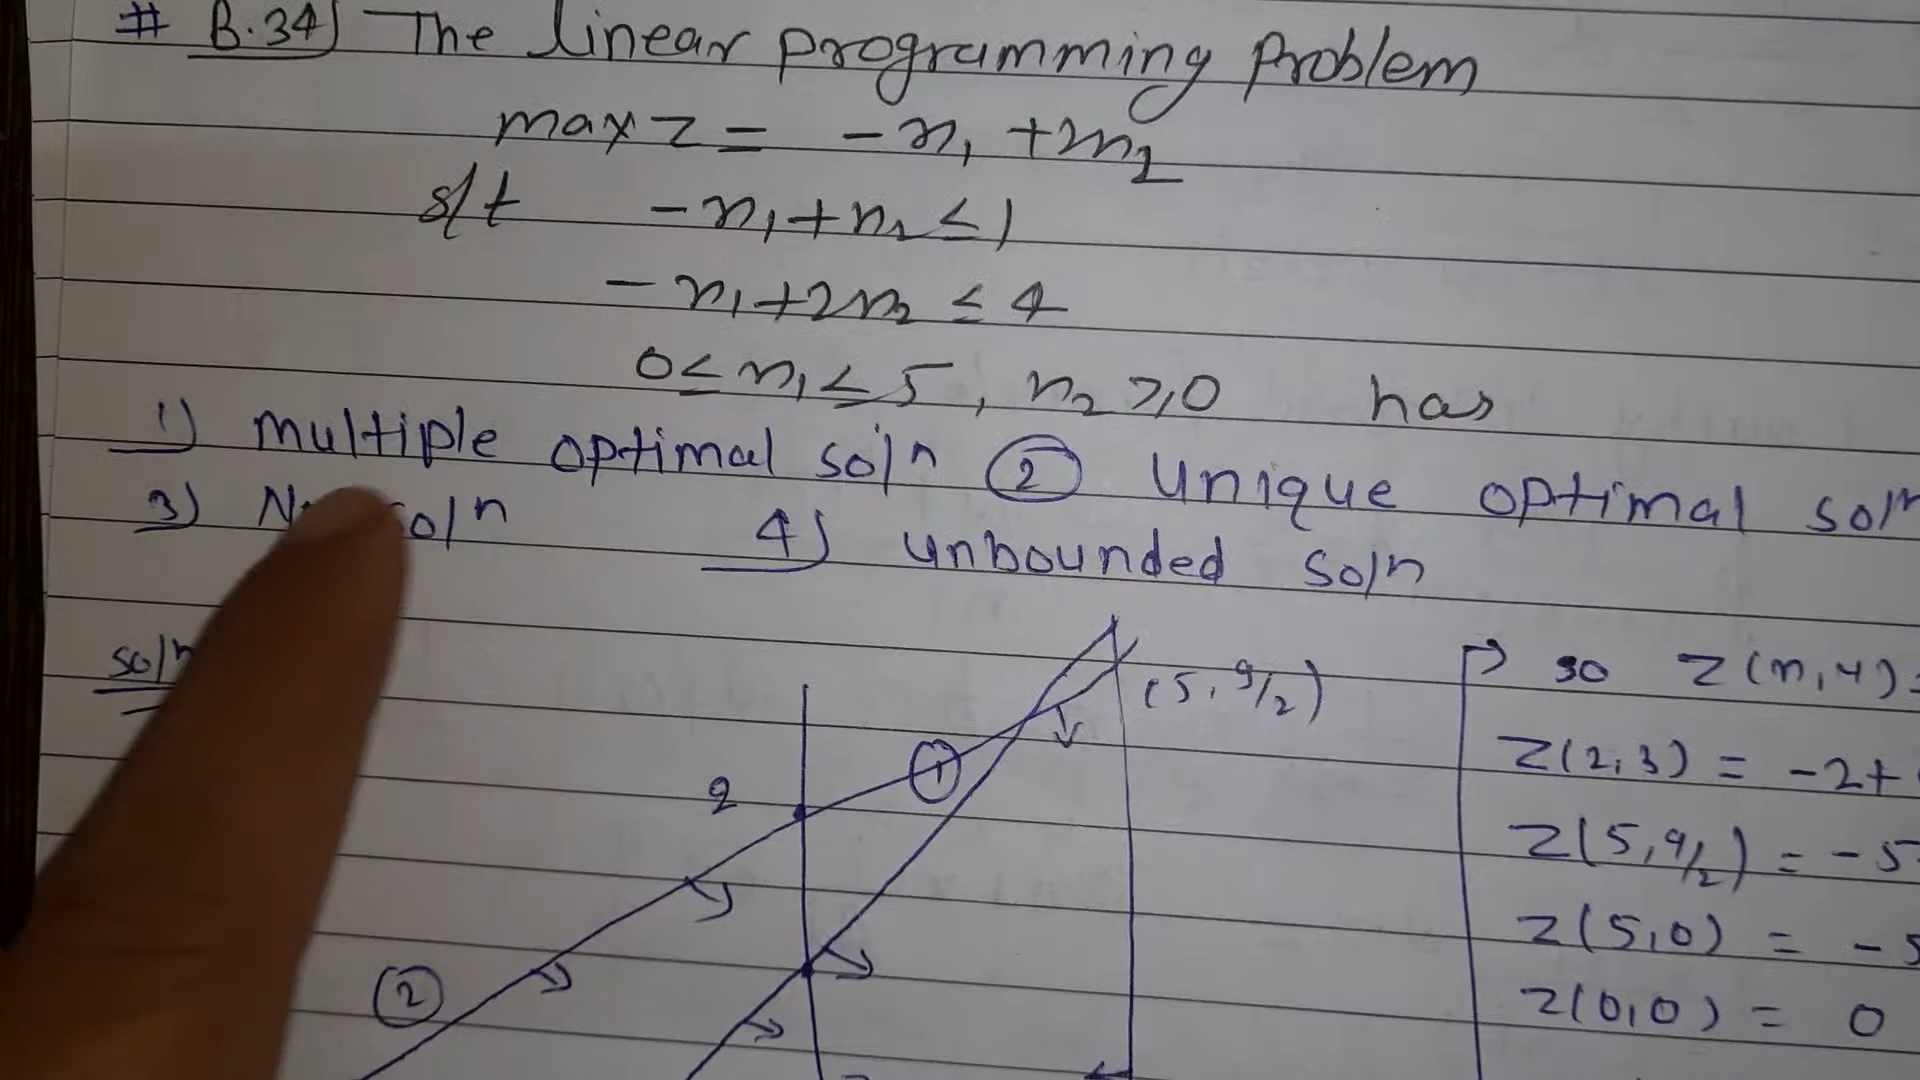 # B.34) The linear programming Problem
max z = -x₁ + 2x₂
s/t -x₁ + x₂ ≤ 1
-x₁ + 2x₂ ≤ 4
0 ≤ x₁ ≤ 5, x₂ ≥ 0 has
1) multiple optimal solⁿ ② unique optimal solⁿ
3) solⁿ 4) unbounded solⁿ
solⁿ
(5, 9/2)
①
2
②
so z(x,y) =
z(2,3) = -2+
z(5,9/2) = -5
z(5,0) = -5
z(0,0) = 0